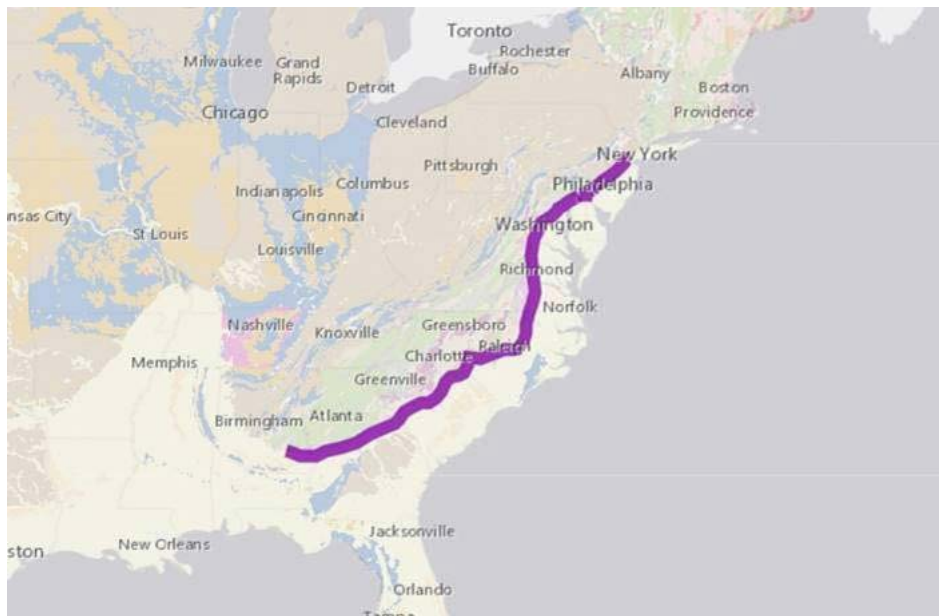 Toronto
Rochester
Buffalo
Milwaukee
Grand
Rapids
Albany
Detroit
Boston
Chicago
Providence
Cleveland
New York
Pittsburgh
Columbus
Philadelphia
Indianapolis
nsas City
Cincinnati
Washington
St Louis
Louisville
Richmond
Norfolk
Nashville
Greensboro
Knoxville
Raleigh
Charlotte
Memphis
Greenville
Atlanta
Birmingham
Jacksonville
New Orleans
ston
Orlando
Tampa